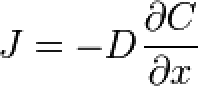 J = -D ∂C/∂x